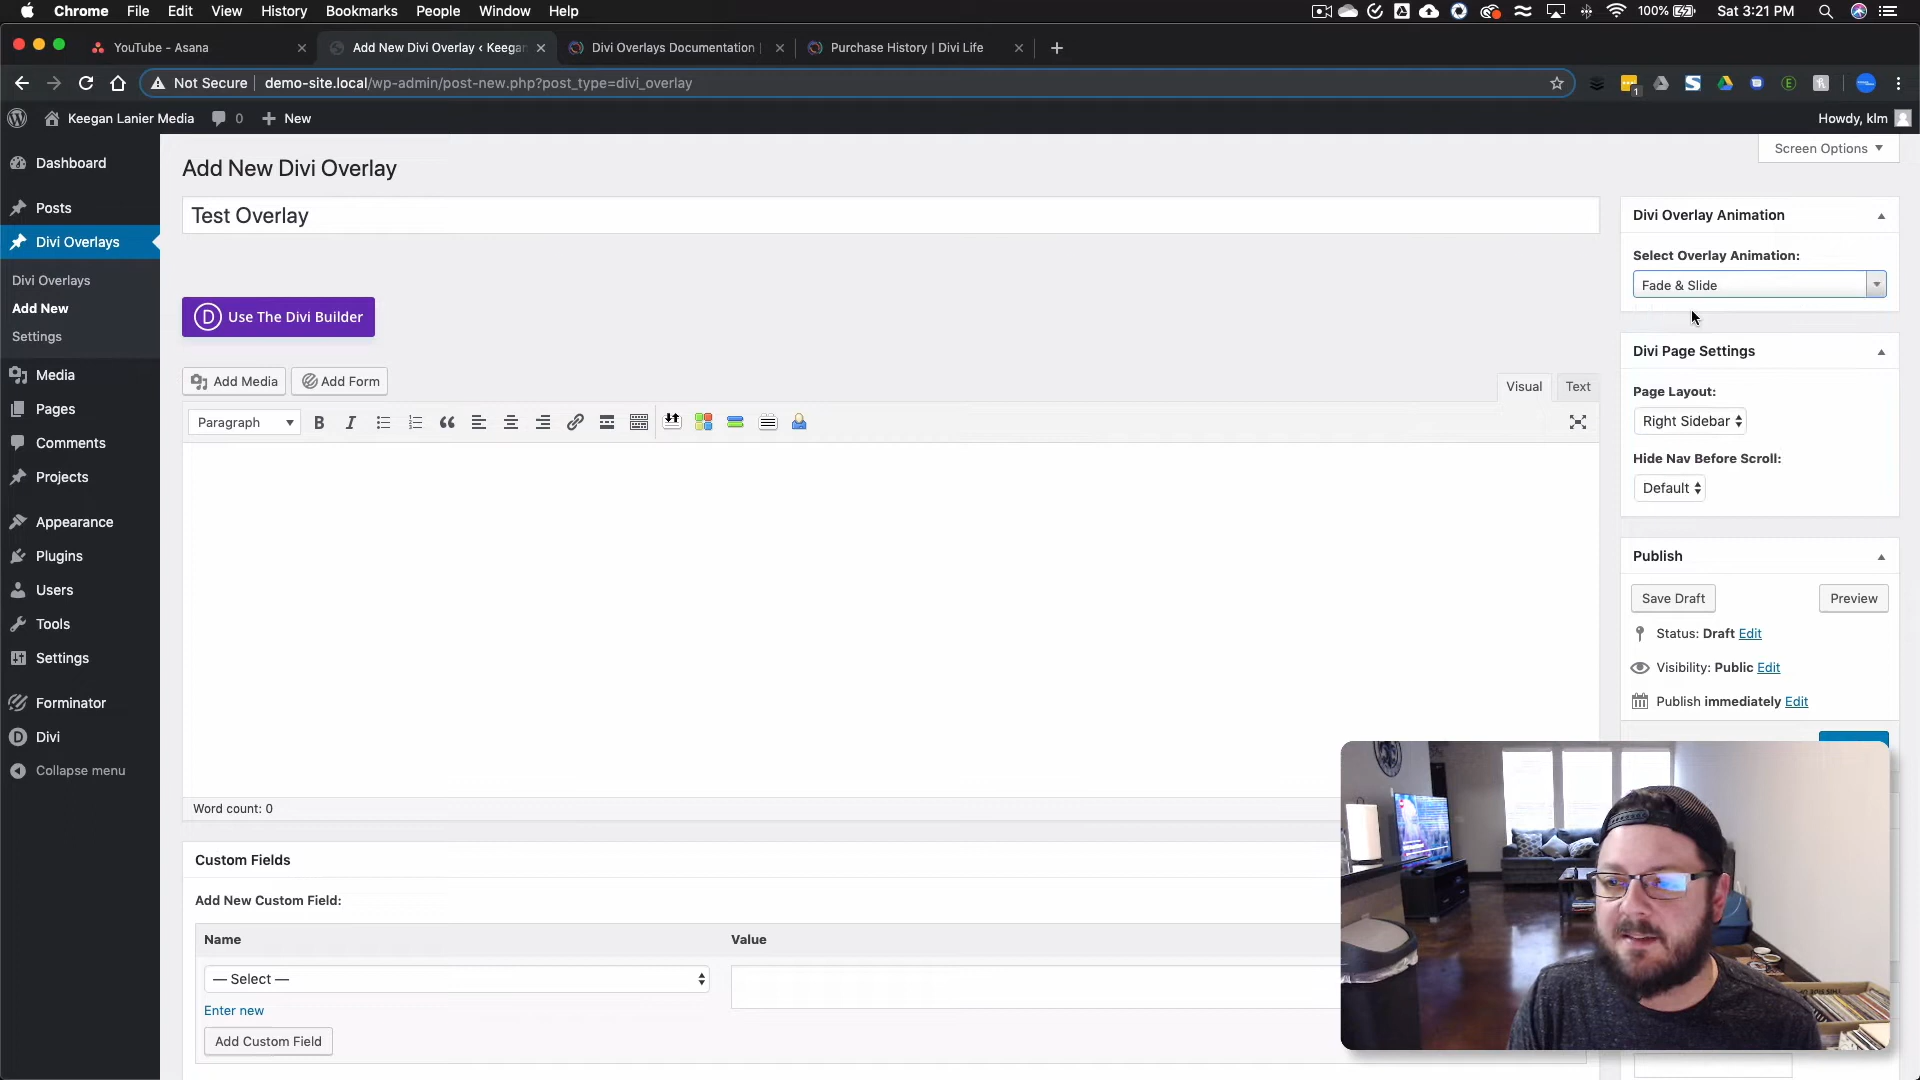 Chrome File Edit View History Bookmarks People Window Help 100% Sat 3:21 PM
YouTube - Asana Add New Divi Overlay ‹ Keegan Divi Overlays Documentation | Purchase History | Divi Life
Not Secure demo-site.local/wp-admin/post-new.php?post_type=divi_overlay 1
Keegan Lanier Media 0 New Howdy, klm
Screen Options
Dashboard
Posts
Divi Overlays
Divi Overlays
Add New
Settings
Media
Pages
Comments
Projects
Appearance
Plugins
Users
Tools
Settings
Forminator
Divi
Collapse menu
Add New Divi Overlay
Test Overlay
D Use The Divi Builder
Add Media Add Form
Visual Text
Paragraph B I
Word count: 0
Custom Fields
Add New Custom Field:
Name Value
— Select —
Enter new
Add Custom Field
Divi Overlay Animation
Select Overlay Animation:
Fade & Slide
Divi Page Settings
Page Layout:
Right Sidebar
Hide Nav Before Scroll:
Default
Publish
Save Draft Preview
Status: Draft Edit
Visibility: Public Edit
Publish immediately Edit